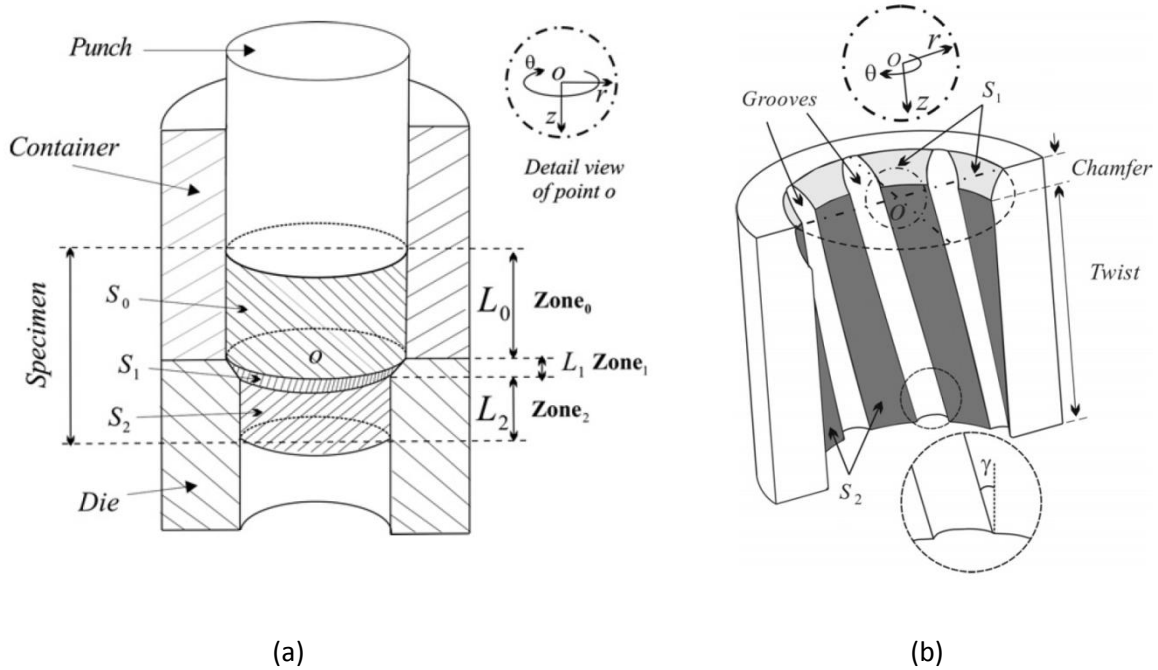 Punch
Container
Specimen
S0
S1
S2
Die
o
L0 Zone0
L1 Zone1
L2 Zone2
θ
o
r
z
Detail view
of point o
(a)
r
o
θ
z
S1
Grooves
Chamfer
O
Twist
S2
γ
(b)